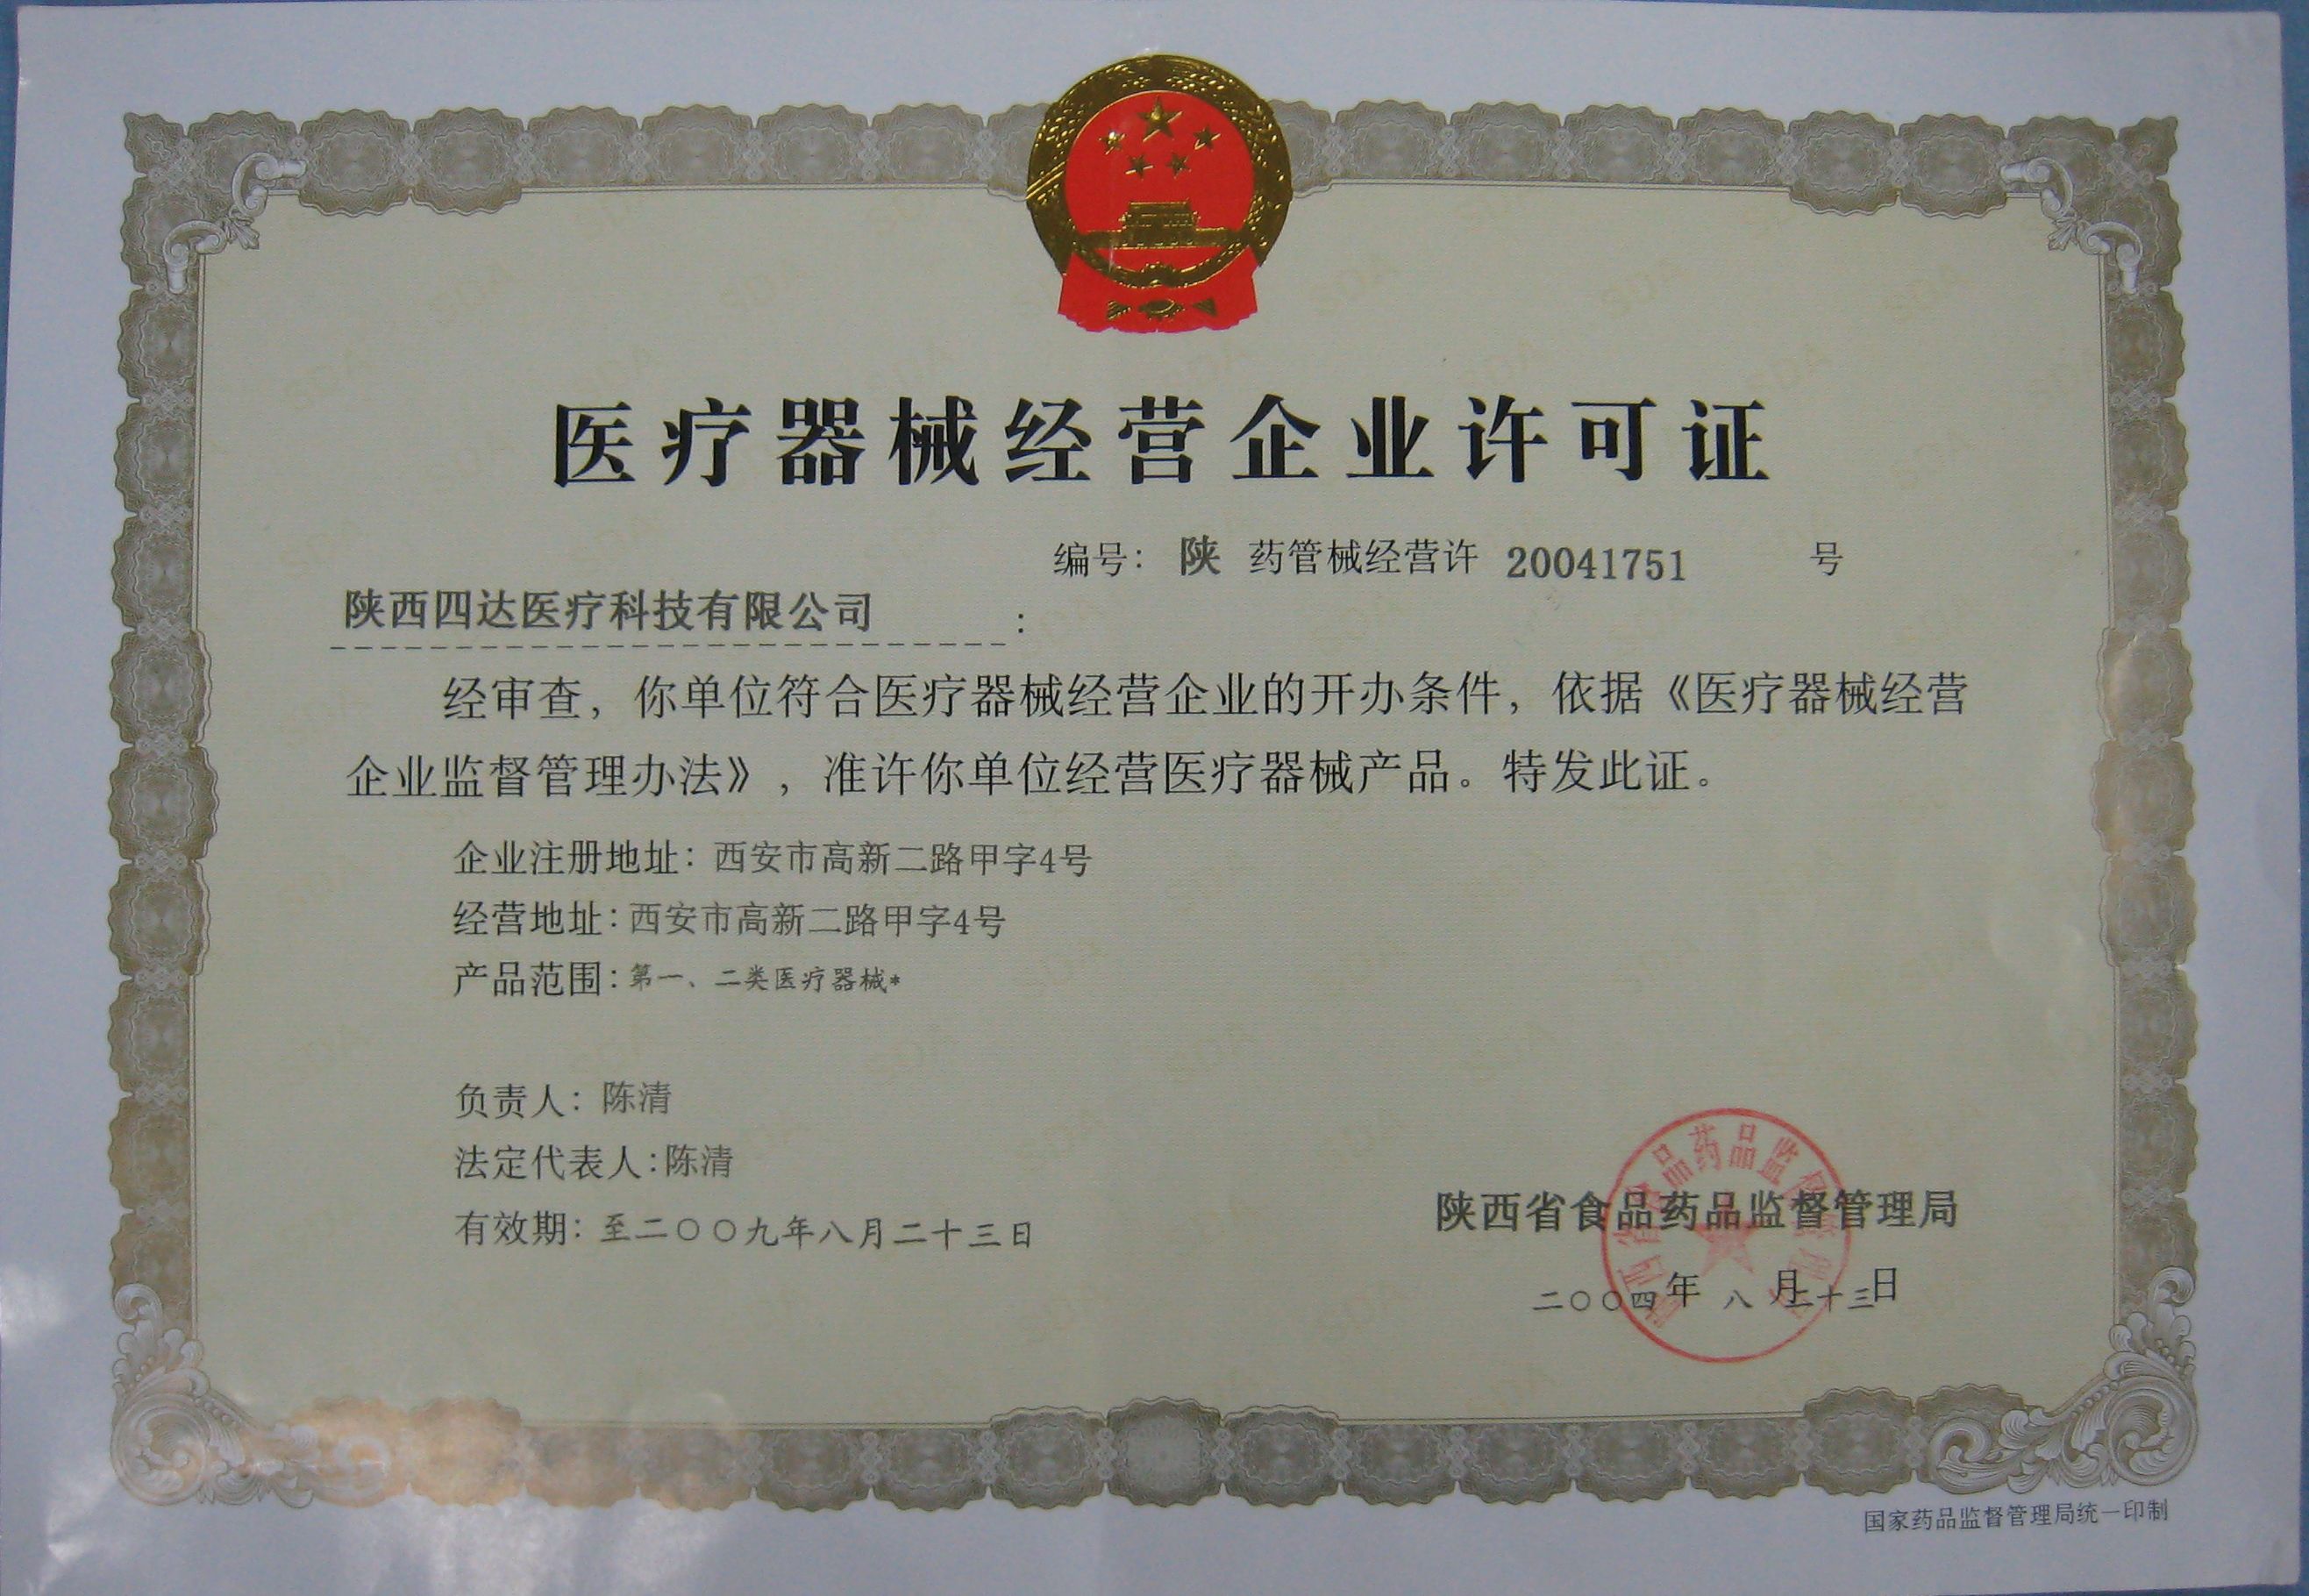 医疗器械经营企业许可证
编号：陕 药管械经营许 20041751 号
陕西四达医疗科技有限公司：
经审查，你单位符合医疗器械经营企业的开办条件，依据《医疗器械经营
企业监督管理办法》，准许你单位经营医疗器械产品。特发此证。
企业注册地址：西安市高新二路甲字4号
经营地址：西安市高新二路甲字4号
产品范围：第一、二类医疗器械*
负责人：陈清
法定代表人：陈清
有效期：至二〇〇九年八月二十三日
陕西省食品药品监督管理局
二〇〇四年八月二十三日
国家药品监督管理局统一印制